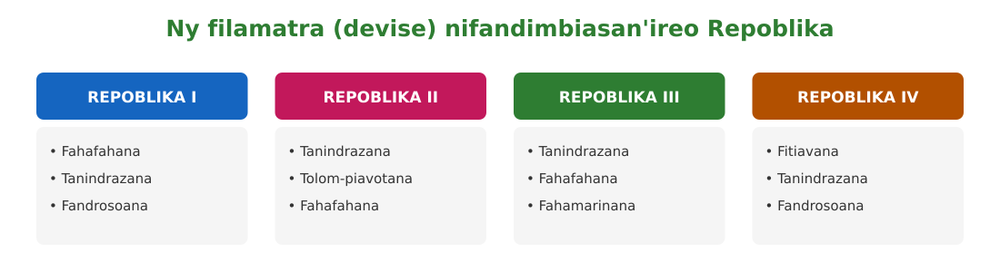 Ny filamatra (devise) nifandimbiasan'ireo Repoblika
REPOBLIKA I
• Fahafahana
• Tanindrazana
• Fandrosoana
REPOBLIKA II
• Tanindrazana
• Tolom-piavotana
• Fahafahana
REPOBLIKA III
• Tanindrazana
• Fahafahana
• Fahamarinana
REPOBLIKA IV
• Fitiavana
• Tanindrazana
• Fandrosoana